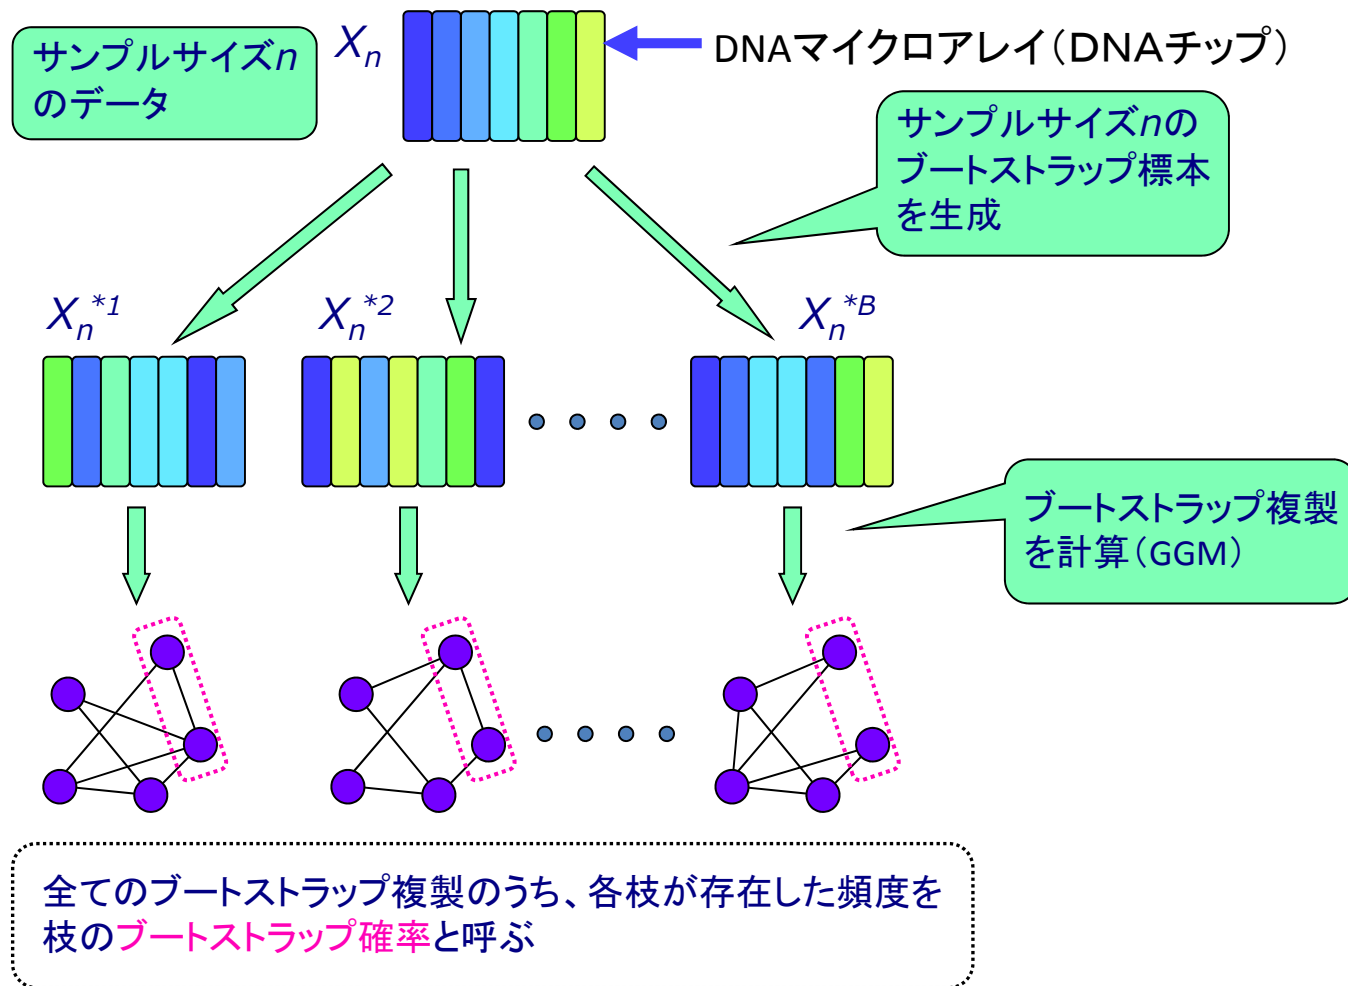 サンプルサイズn
のデータ
Xn
DNAマイクロアレイ（DNAチップ）
サンプルサイズnの
ブートストラップ標本
を生成
Xn*1
Xn*2
Xn*B
ブートストラップ複製
を計算（GGM）
全てのブートストラップ複製のうち、各枝が存在した頻度を
枝のブートストラップ確率と呼ぶ